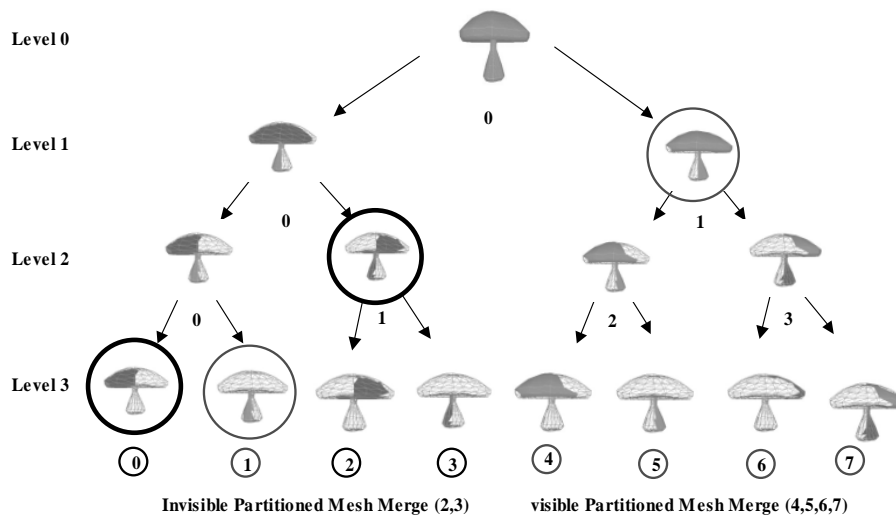 Level 0
0
Level 1
0
1
Level 2
0
1
2
3
Level 3
0
1
2
3
4
5
6
7
Invisible Partitioned Mesh Merge (2,3)
visible Partitioned Mesh Merge (4,5,6,7)